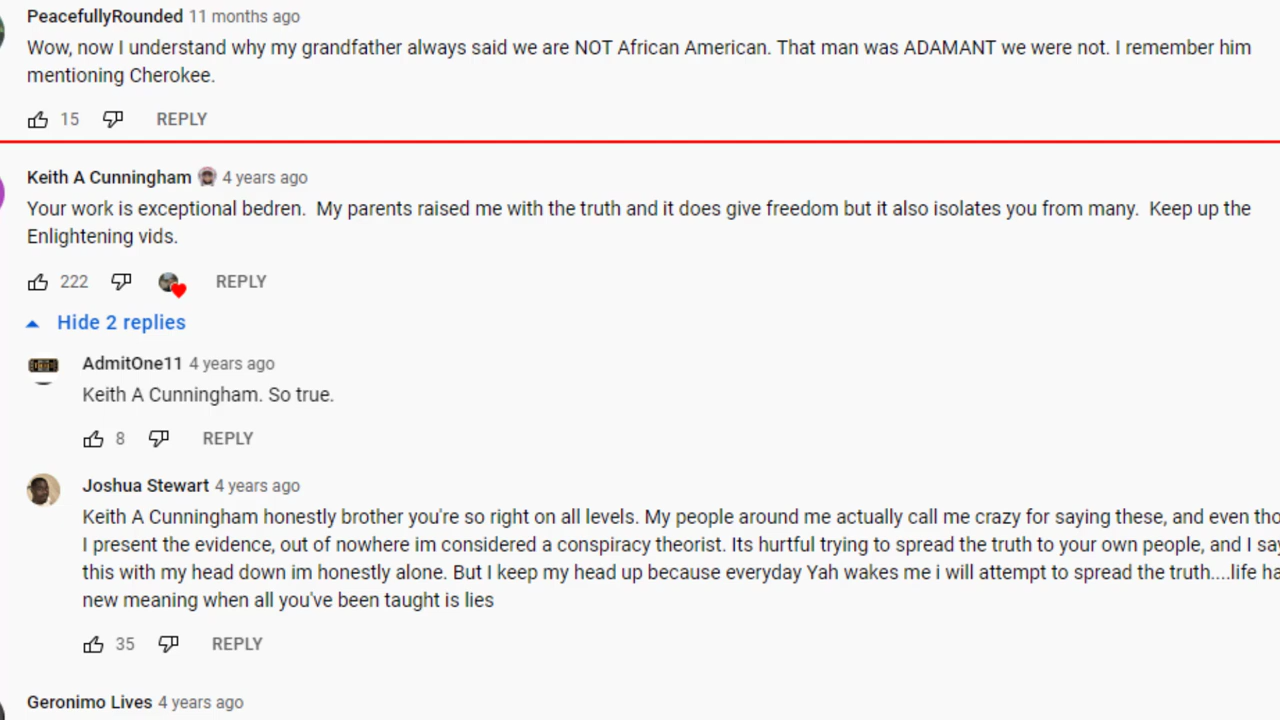 PeacefullyRounded 11 months ago
Wow, now I understand why my grandfather always said we are NOT African American. That man was ADAMANT we were not. I remember him
mentioning Cherokee.
15 REPLY
Keith A Cunningham 4 years ago
Your work is exceptional bedren. My parents raised me with the truth and it does give freedom but it also isolates you from many. Keep up the
Enlightening vids.
222 REPLY
Hide 2 replies
AdmitOne11 4 years ago
Keith A Cunningham. So true.
8 REPLY
Joshua Stewart 4 years ago
Keith A Cunningham honestly brother you're so right on all levels. My people around me actually call me crazy for saying these, and even tho
I present the evidence, out of nowhere im considered a conspiracy theorist. Its hurtful trying to spread the truth to your own people, and I say
this with my head down im honestly alone. But I keep my head up because everyday Yah wakes me i will attempt to spread the truth....life ha
new meaning when all you've been taught is lies
35 REPLY
Geronimo Lives 4 years ago